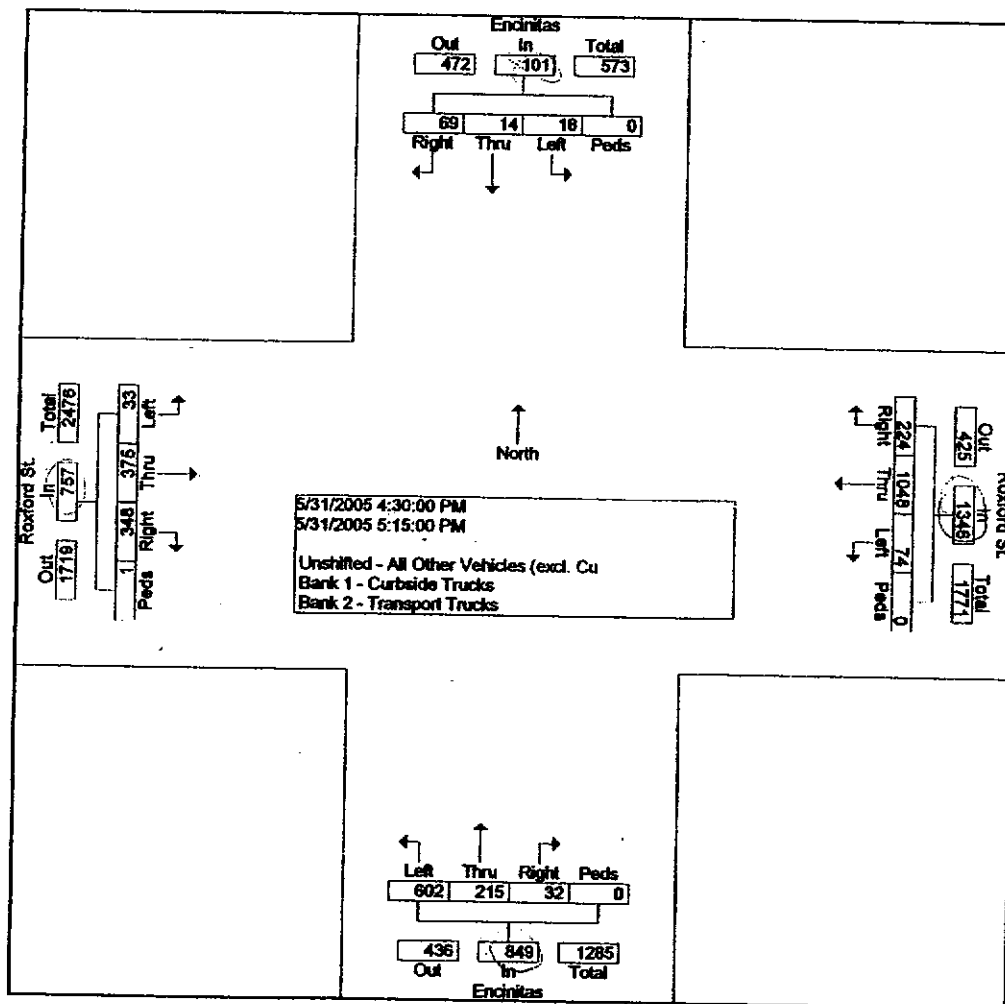 Encinitas
Out In Total
472 101 573
69 14 18 0
Right Thru Left Peds
Roxford St.
Total In Out
2476 757 1719
33 375 348 1
Left Thru Right Peds
North
5/31/2005 4:30:00 PM
5/31/2005 5:15:00 PM
Unshifted - All Other Vehicles (excl. Cu
Bank 1 - Curbside Trucks
Bank 2 - Transport Trucks
Right Thru Left Peds
224 1048 74 0
425 1346 1771
Out In Total
Roxford St.
Left Thru Right Peds
602 215 32 0
436 849 1285
Out In Total
Encinitas